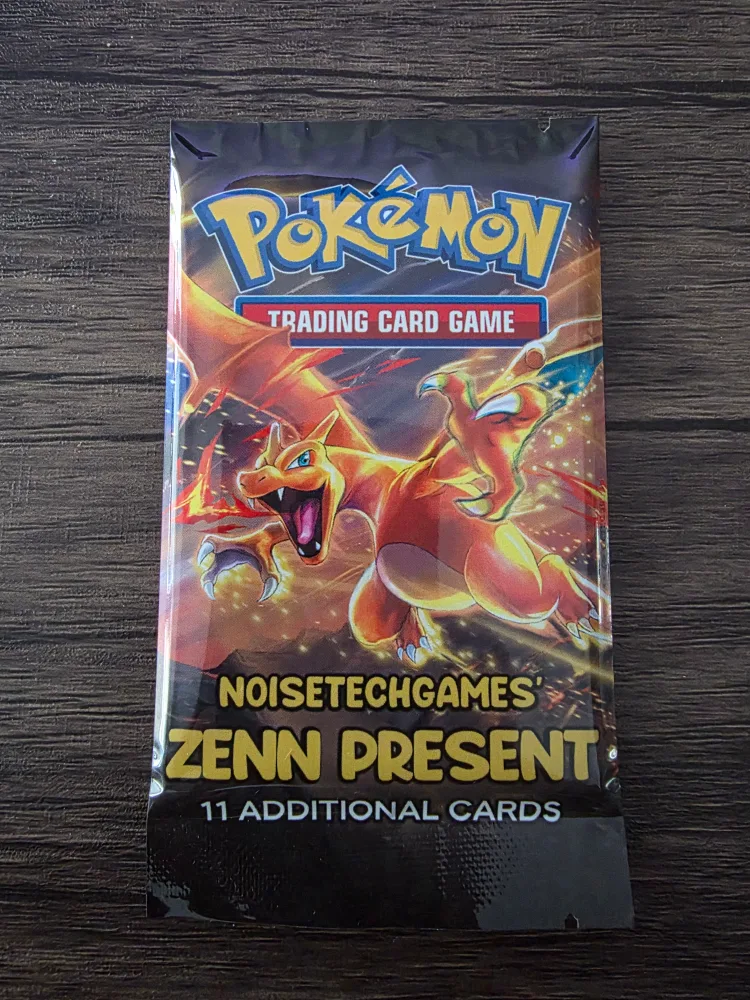 POKéMON
TRADING CARD GAME
NOISETECHGAMES'
ZENN PRESENT
11 ADDITIONAL CARDS